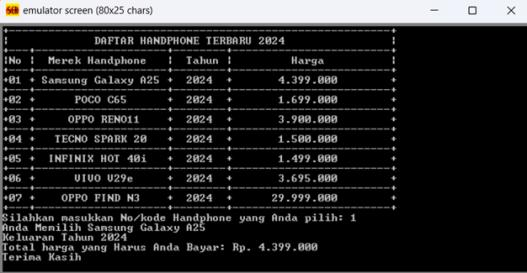 emulator screen (80x25 chars)
DAFTAR HANDPHONE TERBARU 2024
No Merek Handphone Tahun Harga
01 Samsung Galaxy A25 2024 4.399.000
02 POCO C65 2024 1.699.000
03 OPPO RENO11 2024 3.900.000
04 TECNO SPARK 20 2024 1.500.000
05 INFINIX HOT 40i 2024 1.499.000
06 VIVO V29e 2024 3.695.000
07 OPPO FIND N3 2024 29.999.000
Silahkan masukkan No/kode Handphone yang Anda pilih: 1
Anda Memilih Samsung Galaxy A25
Keluaran Tahun 2024
Total harga yang Harus Anda Bayar: Rp. 4.399.000
Terima Kasih